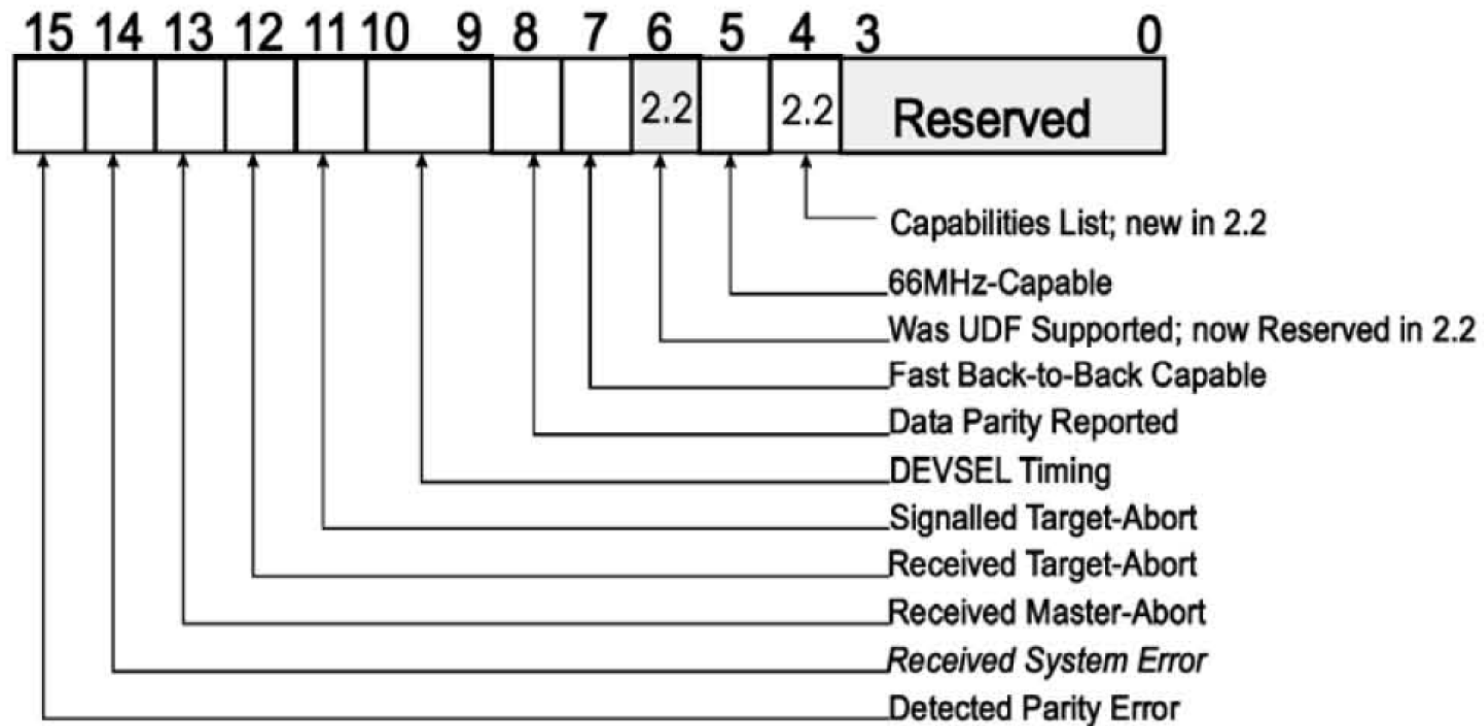 15 14 13 12 11 10 9 8 7 6 5 4 3 0
2.2 2.2 Reserved
Capabilities List; new in 2.2
66MHz-Capable
Was UDF Supported; now Reserved in 2.2
Fast Back-to-Back Capable
Data Parity Reported
DEVSEL Timing
Signalled Target-Abort
Received Target-Abort
Received Master-Abort
Received System Error
Detected Parity Error